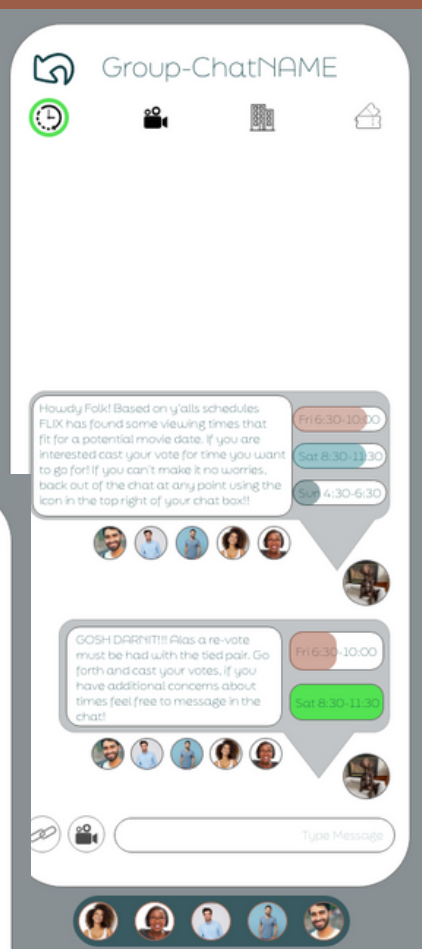 Group-ChatNAME
Howdy Folk! Based on y'alls schedules
FLIX has found some viewing times that
fit for a potential movie date. If you are
interested cast your vote for time you want
to go for! If you can't make it no worries,
back out of the chat at any point using the
icon in the top right of your chat box!!
Fri 6:30-10:00
Sat 8:30-11:30
Sun 4:30-6:30
GOSH DARNIT!!! Alas a re-vote
must be had with the tied pair. Go
forth and cast your votes, if you
have additional concerns about
times feel free to message in the
chat!
Fri 6:30-10:00
Sat 8:30-11:30
Type Message